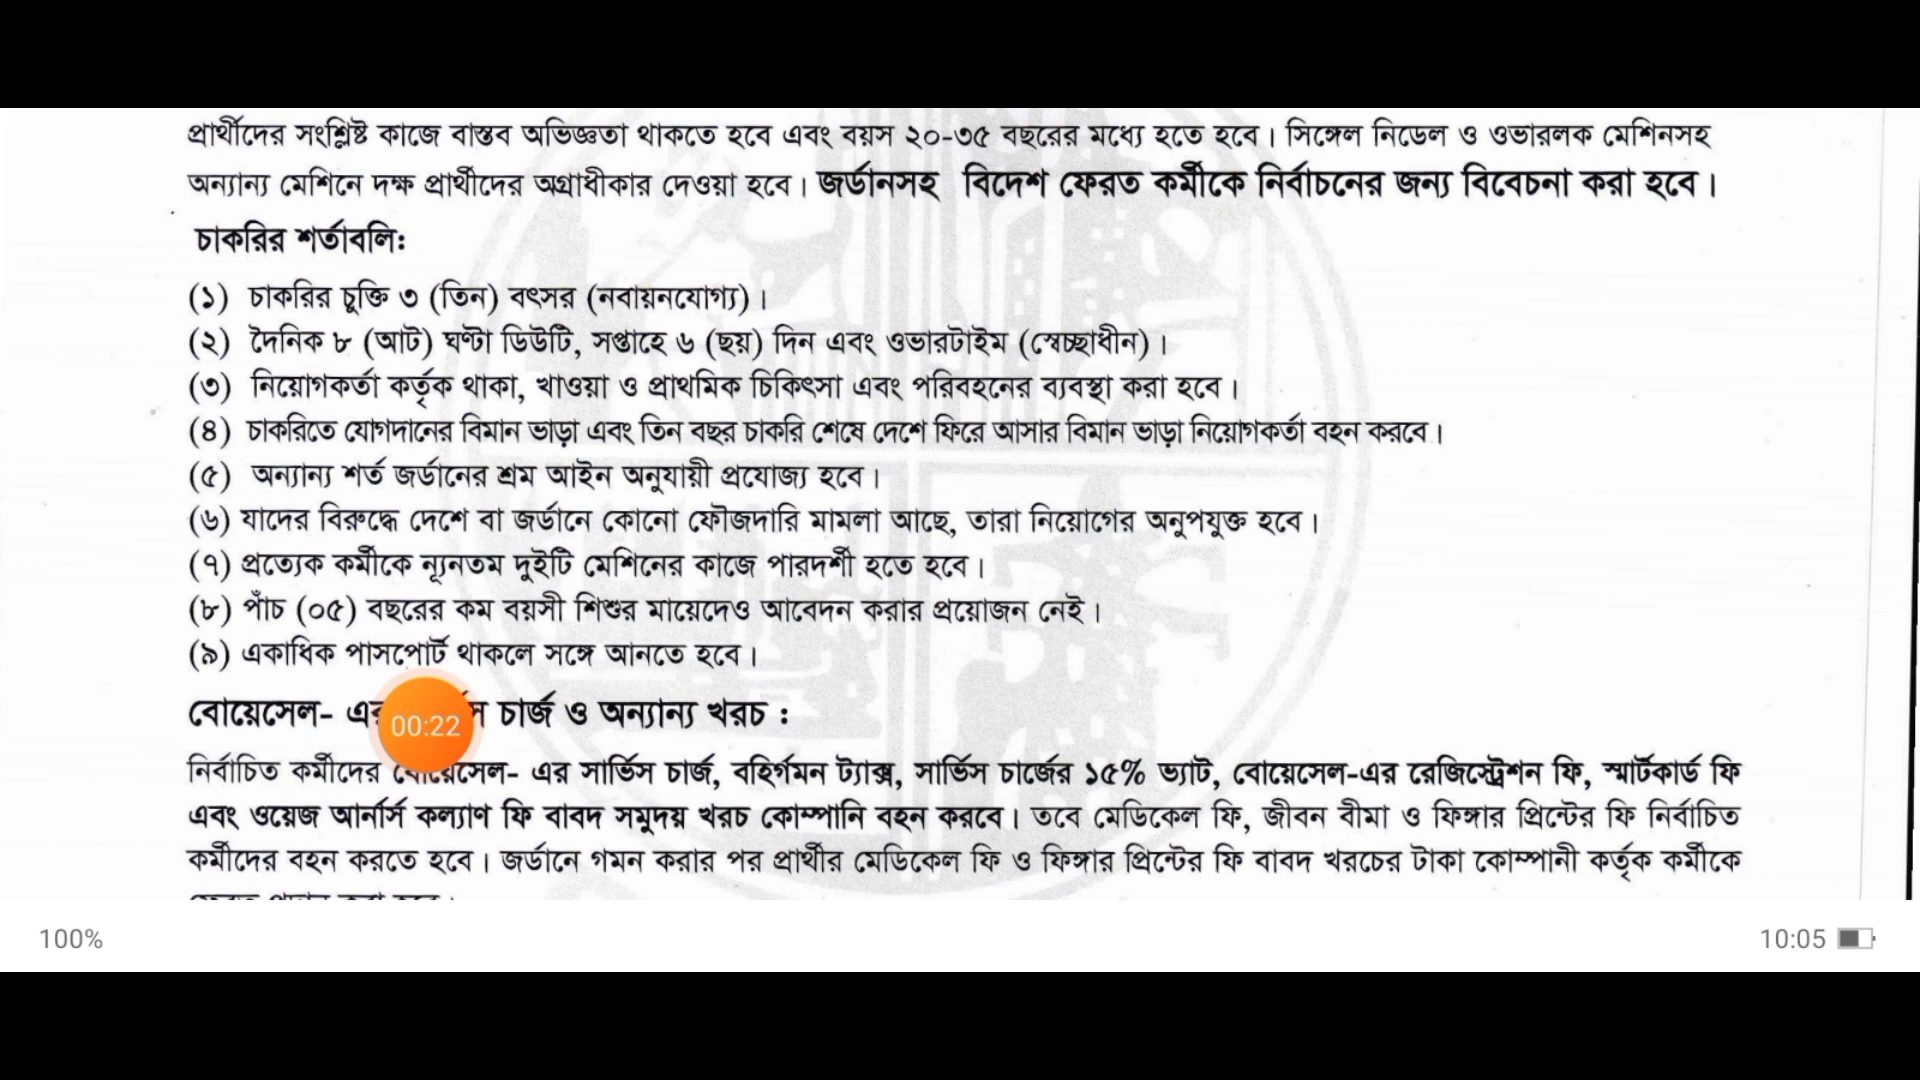 প্রার্থীদের সংশ্লিষ্ট কাজে বাস্তব অভিজ্ঞতা থাকতে হবে এবং বয়স ২০-৩৫ বছরের মধ্যে হতে হবে। সিঙ্গেল নিডেল ও ওভারলক মেশিনসহ
অন্যান্য মেশিনে দক্ষ প্রার্থীদের অগ্রাধীকার দেওয়া হবে। জর্ডানসহ বিদেশ ফেরত কর্মীকে নির্বাচনের জন্য বিবেচনা করা হবে।
চাকরির শর্তাবলি:
(১) চাকরির চুক্তি ৩ (তিন) বৎসর (নবায়নযোগ্য)।
(২) দৈনিক ৮ (আট) ঘণ্টা ডিউটি, সপ্তাহে ৬ (ছয়) দিন এবং ওভারটাইম (স্বেচ্ছাধীন)।
(৩) নিয়োগকর্তা কর্তৃক থাকা, খাওয়া ও প্রাথমিক চিকিৎসা এবং পরিবহনের ব্যবস্থা করা হবে।
(৪) চাকরিতে যোগদানের বিমান ভাড়া এবং তিন বছর চাকরি শেষে দেশে ফিরে আসার বিমান ভাড়া নিয়োগকর্তা বহন করবে।
(৫) অন্যান্য শর্ত জর্ডানের শ্রম আইন অনুযায়ী প্রযোজ্য হবে।
(৬) যাদের বিরুদ্ধে দেশে বা জর্ডানে কোনো ফৌজদারি মামলা আছে, তারা নিয়োগের অনুপযুক্ত হবে।
(৭) প্রত্যেক কর্মীকে ন্যূনতম দুইটি মেশিনের কাজে পারদর্শী হতে হবে।
(৮) পাঁচ (০৫) বছরের কম বয়সী শিশুর মায়েদেও আবেদন করার প্রয়োজন নেই।
(৯) একাধিক পাসপোর্ট থাকলে সঙ্গে আনতে হবে।
বোয়েসেল- চার্জ ও অন্যান্য খরচ :
00:22
নির্বাচিত কর্মীদের বোয়েসেল- এর সার্ভিস চার্জ, বহির্গমন ট্যাক্স, সার্ভিস চার্জের ১৫% ভ্যাট, বোয়েসেল-এর রেজিস্ট্রেশন ফি, স্মার্টকার্ড ফি
এবং ওয়েজ আর্নার্স কল্যাণ ফি বাবদ সমুদয় খরচ কোম্পানি বহন করবে। তবে মেডিকেল ফি, জীবন বীমা ও ফিঙ্গার প্রিন্টের ফি নির্বাচিত
কর্মীদের বহন করতে হবে। জর্ডানে গমন করার পর প্রার্থীর মেডিকেল ফি ও ফিঙ্গার প্রিন্টের ফি বাবদ খরচের টাকা কোম্পানী কর্তৃক কর্মীকে
100%
10:05